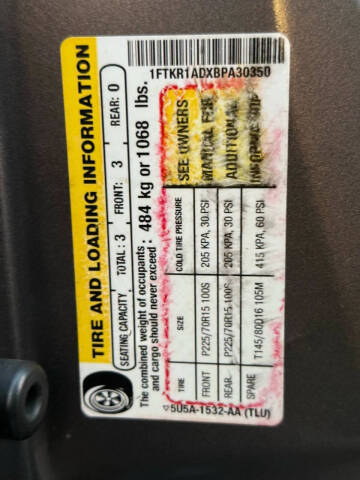 1FTKR1ADXBPA30350
TIRE AND LOADING INFORMATION
SEATING CAPACITY TOTAL: 3 FRONT: 3 REAR: 0
The combined weight of occupants
and cargo should never exceed: 484 kg or 1068 lbs.
TIRE SIZE COLD TIRE PRESSURE
FRONT P225/70R15 100S 205 KPA, 30 PSI
REAR P225/70R15 100S 205 KPA, 30 PSI
SPARE T145/80D16 105M 415 KPA, 60 PSI
SEE OWNERS
MANUAL FOR
ADDITIONAL
INFORMATION
5U5A-1532-AA (TLU)